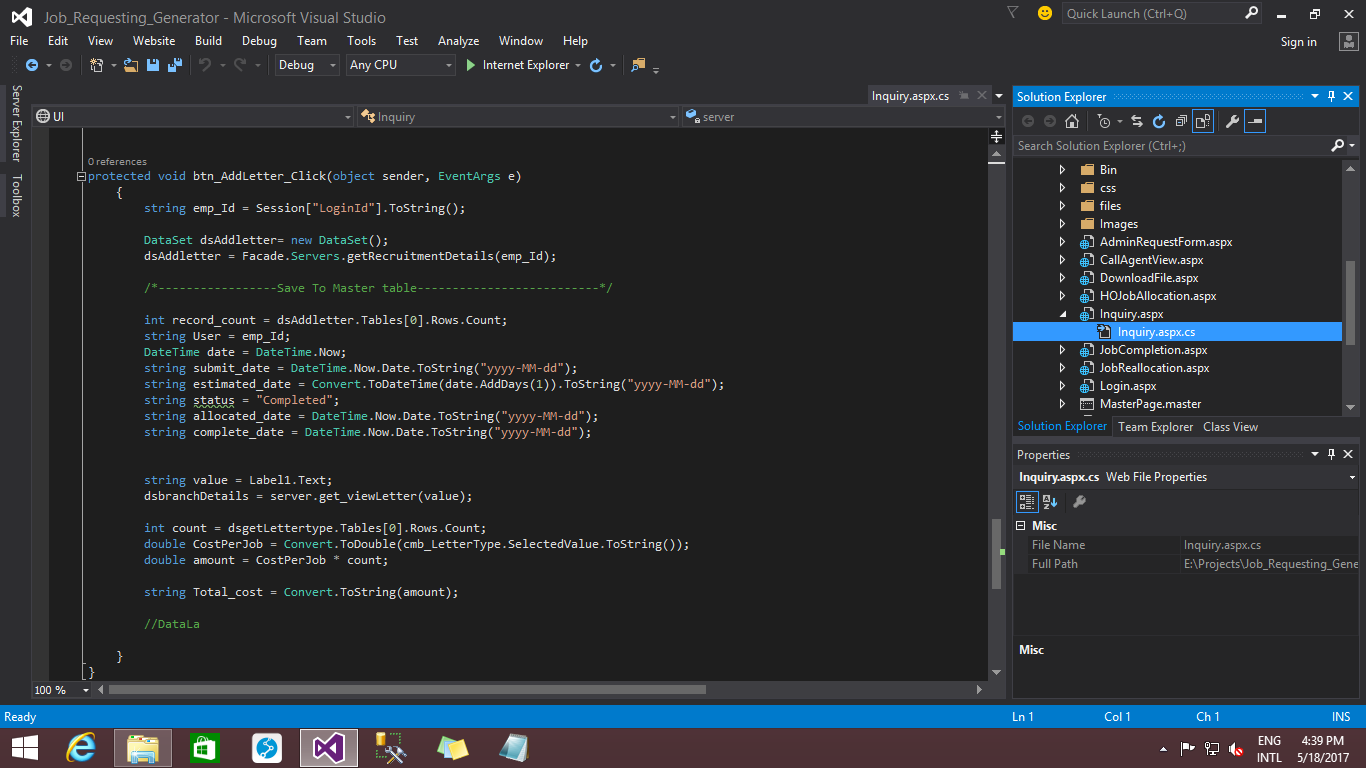 Job_Requesting_Generator - Microsoft Visual Studio
Quick Launch (Ctrl+Q)
File Edit View Website Build Debug Team Tools Test Analyze Window Help
Sign in
Debug Any CPU Internet Explorer
Server Explorer
Toolbox
Inquiry.aspx.cs
UI Inquiry server
0 references
protected void btn_AddLetter_Click(object sender, EventArgs e)
{
string emp_Id = Session["LoginId"].ToString();
DataSet dsAddletter= new DataSet();
dsAddletter = Facade.Servers.getRecruitmentDetails(emp_Id);
/*-----------------Save To Master table--------------------------*/
int record_count = dsAddletter.Tables[0].Rows.Count;
string User = emp_Id;
DateTime date = DateTime.Now;
string submit_date = DateTime.Now.Date.ToString("yyyy-MM-dd");
string estimated_date = Convert.ToDateTime(date.AddDays(1)).ToString("yyyy-MM-dd");
string status = "Completed";
string allocated_date = DateTime.Now.Date.ToString("yyyy-MM-dd");
string complete_date = DateTime.Now.Date.ToString("yyyy-MM-dd");
string value = Label1.Text;
dsbranchDetails = server.get_viewLetter(value);
int count = dsgetLettertype.Tables[0].Rows.Count;
double CostPerJob = Convert.ToDouble(cmb_LetterType.SelectedValue.ToString());
double amount = CostPerJob * count;
string Total_cost = Convert.ToString(amount);
//DataLa
}
}
100 %
Solution Explorer
Search Solution Explorer (Ctrl+;)
Bin
css
files
Images
AdminRequestForm.aspx
CallAgentView.aspx
DownloadFile.aspx
HOJobAllocation.aspx
Inquiry.aspx
Inquiry.aspx.cs
JobCompletion.aspx
JobReallocation.aspx
Login.aspx
MasterPage.master
Solution Explorer Team Explorer Class View
Properties
Inquiry.aspx.cs Web File Properties
Misc
File Name Inquiry.aspx.cs
Full Path E:\Projects\Job_Requesting_Gene
Misc
Ready Ln 1 Col 1 Ch 1 INS
ENG
INTL
4:39 PM
5/18/2017